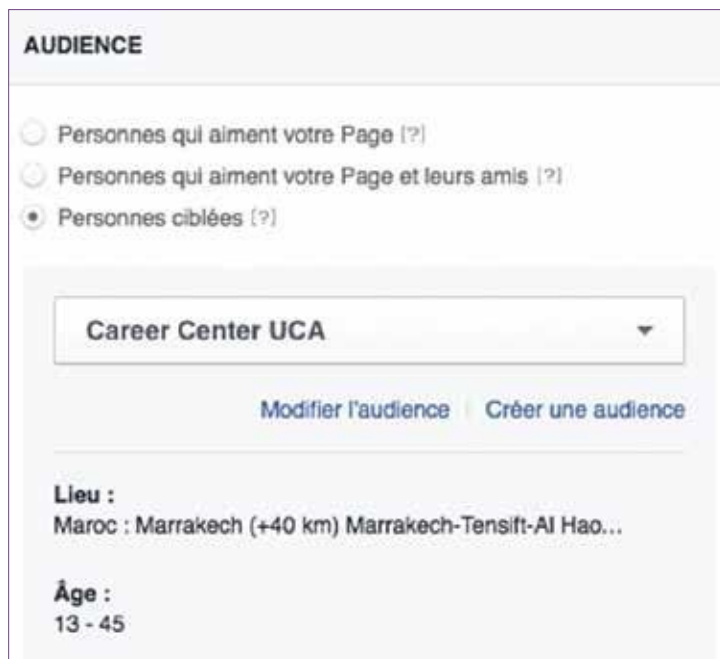 AUDIENCE
Personnes qui aiment votre Page [?]
Personnes qui aiment votre Page et leurs amis [?]
Personnes ciblées [?]
Career Center UCA
Modifier l'audience Créer une audience
Lieu :
Maroc : Marrakech (+40 km) Marrakech-Tensift-Al Hao...
Âge :
13 - 45